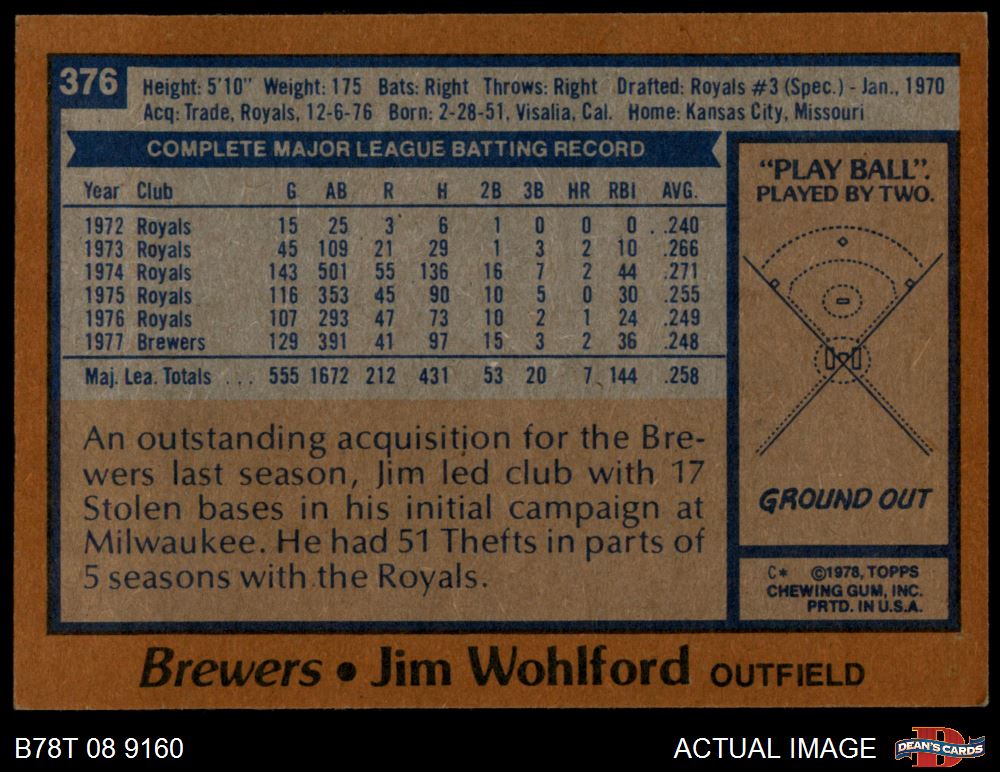 376
Height: 5'10" Weight: 175 Bats: Right Throws: Right Drafted: Royals #3 (Spec.) - Jan., 1970
Acq: Trade, Royals, 12-6-76 Born: 2-28-51, Visalia, Cal. Home: Kansas City, Missouri
COMPLETE MAJOR LEAGUE BATTING RECORD
Year Club G AB R H 2B 3B HR RBI AVG.
1972 Royals 15 25 3 6 1 0 0 0 .240
1973 Royals 45 109 21 29 1 3 2 10 .266
1974 Royals 143 501 55 136 16 7 2 44 .271
1975 Royals 116 353 45 90 10 5 0 30 .255
1976 Royals 107 293 47 73 10 2 1 24 .249
1977 Brewers 129 391 41 97 15 3 2 36 .248
Maj. Lea. Totals . . . 555 1672 212 431 53 20 7 144 .258
An outstanding acquisition for the Bre-
wers last season, Jim led club with 17
Stolen bases in his initial campaign at
Milwaukee. He had 51 Thefts in parts of
5 seasons with the Royals.
"PLAY BALL".
PLAYED BY TWO.
GROUND OUT
C* ©1978, TOPPS
CHEWING GUM, INC.
PRTD. IN U.S.A.
Brewers • Jim Wohlford OUTFIELD
B78T 08 9160
ACTUAL IMAGE
D
DEAN'S CARDS